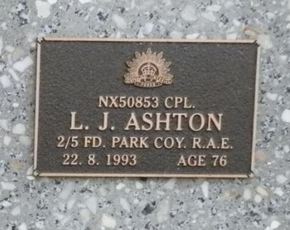 NX50853 CPL.
L. J. ASHTON
2/5 FD. PARK COY. R.A.E.
22. 8. 1993 AGE 76